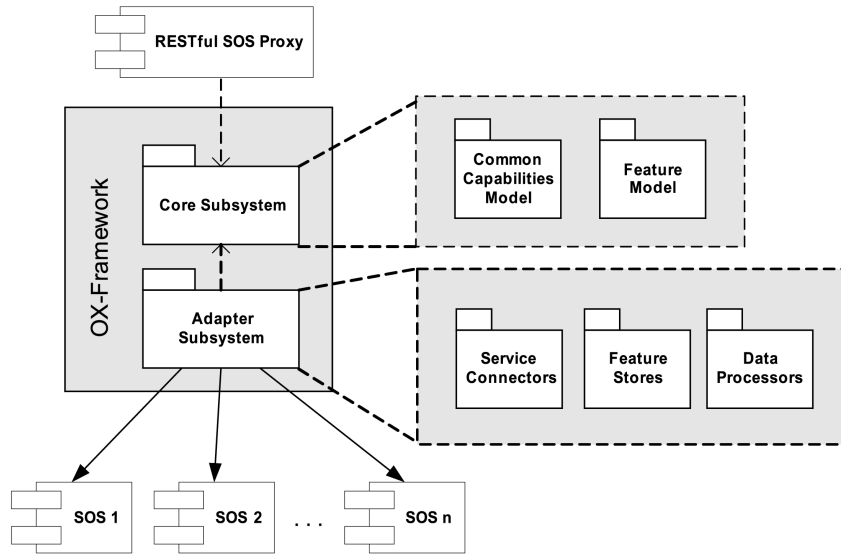 RESTful SOS Proxy
OX-Framework
Core Subsystem
Adapter
Subsystem
Common
Capabilities
Model
Feature
Model
Service
Connectors
Feature
Stores
Data
Processors
SOS 1
SOS 2
. . .
SOS n